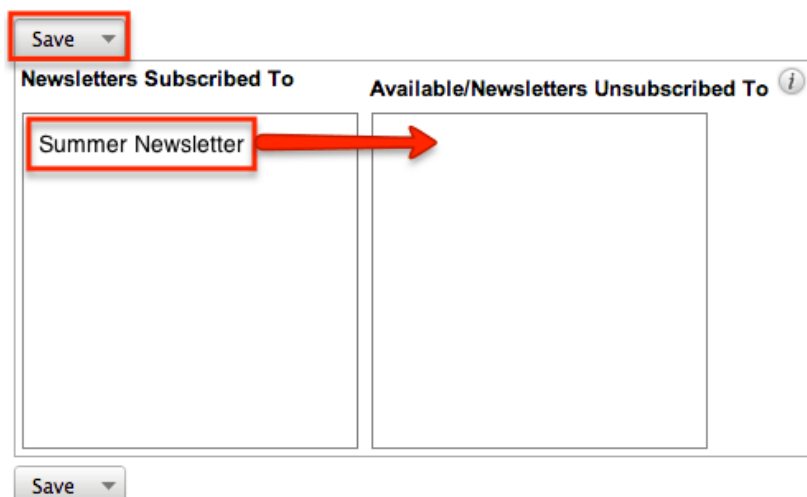 Save
Newsletters Subscribed To
Available/Newsletters Unsubscribed To i
Summer Newsletter
Save